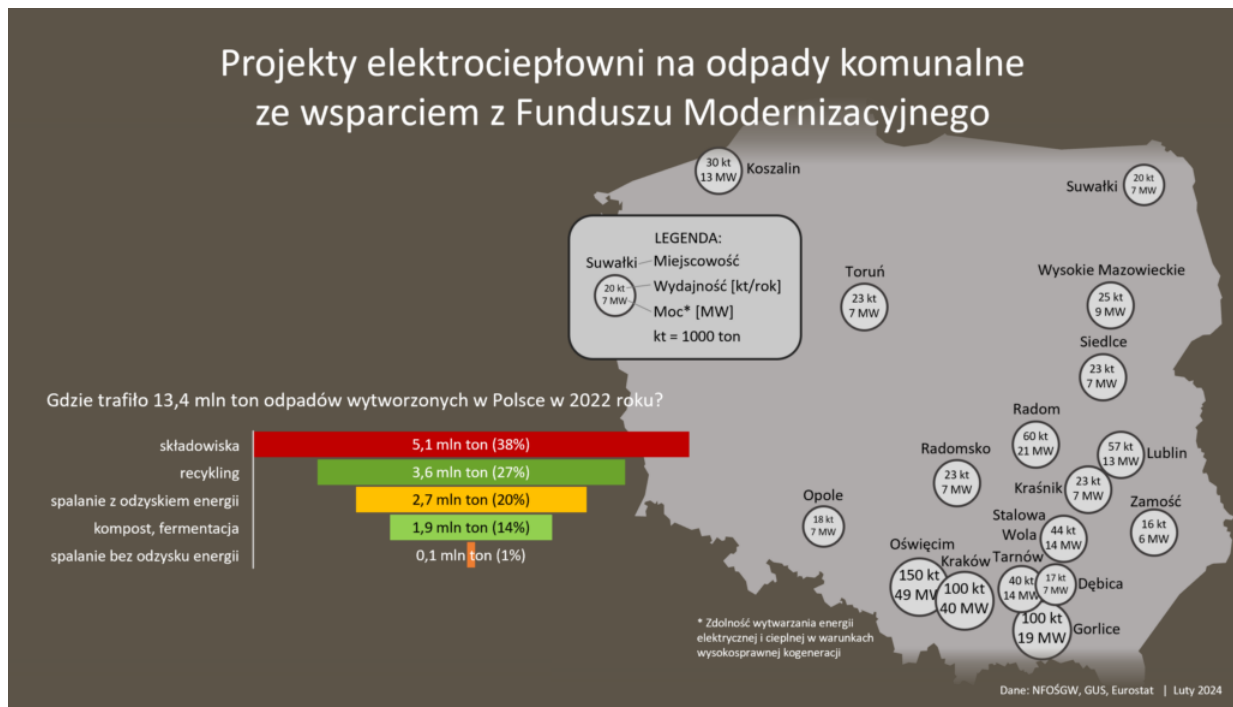 Projekty elektrociepłowni na odpady komunalne
ze wsparciem z Funduszu Modernizacyjnego
30 kt
13 MW
Koszalin
Suwałki
20 kt
7 MW
LEGENDA:
Suwałki
Miejscowość
20 kt
7 MW
Wydajność [kt/rok]
Moc* [MW]
kt = 1000 ton
Toruń
23 kt
7 MW
Wysokie Mazowieckie
25 kt
9 MW
Siedlce
23 kt
7 MW
Gdzie trafiło 13,4 mln ton odpadów wytworzonych w Polsce w 2022 roku?
składowiska
5,1 mln ton (38%)
recykling
3,6 mln ton (27%)
spalanie z odzyskiem energii
2,7 mln ton (20%)
kompost, fermentacja
1,9 mln ton (14%)
spalanie bez odzysku energii
0,1 mln ton (1%)
Radom
60 kt
21 MW
57 kt
13 MW
Lublin
Radomsko
23 kt
7 MW
Kraśnik
23 kt
7 MW
Opole
18 kt
7 MW
Zamość
16 kt
6 MW
Stalowa
Wola
44 kt
14 MW
Oświęcim
150 kt
49 MW
Kraków
100 kt
40 MW
Tarnów
40 kt
14 MW
17 kt
7 MW
Dębica
100 kt
19 MW
Gorlice
* Zdolność wytwarzania energii
elektrycznej i cieplnej w warunkach
wysokosprawnej kogeneracji
Dane: NFOŚGW, GUS, Eurostat | Luty 2024